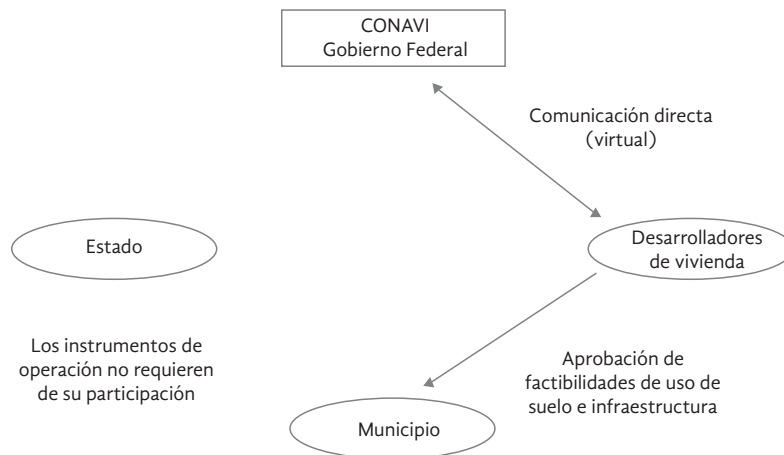 CONAVI
Gobierno Federal
Comunicación directa
(virtual)
Estado
Desarrolladores
de vivienda
Los instrumentos de
operación no requieren
de su participación
Aprobación de
factibilidades de uso de
suelo e infraestructura
Municipio